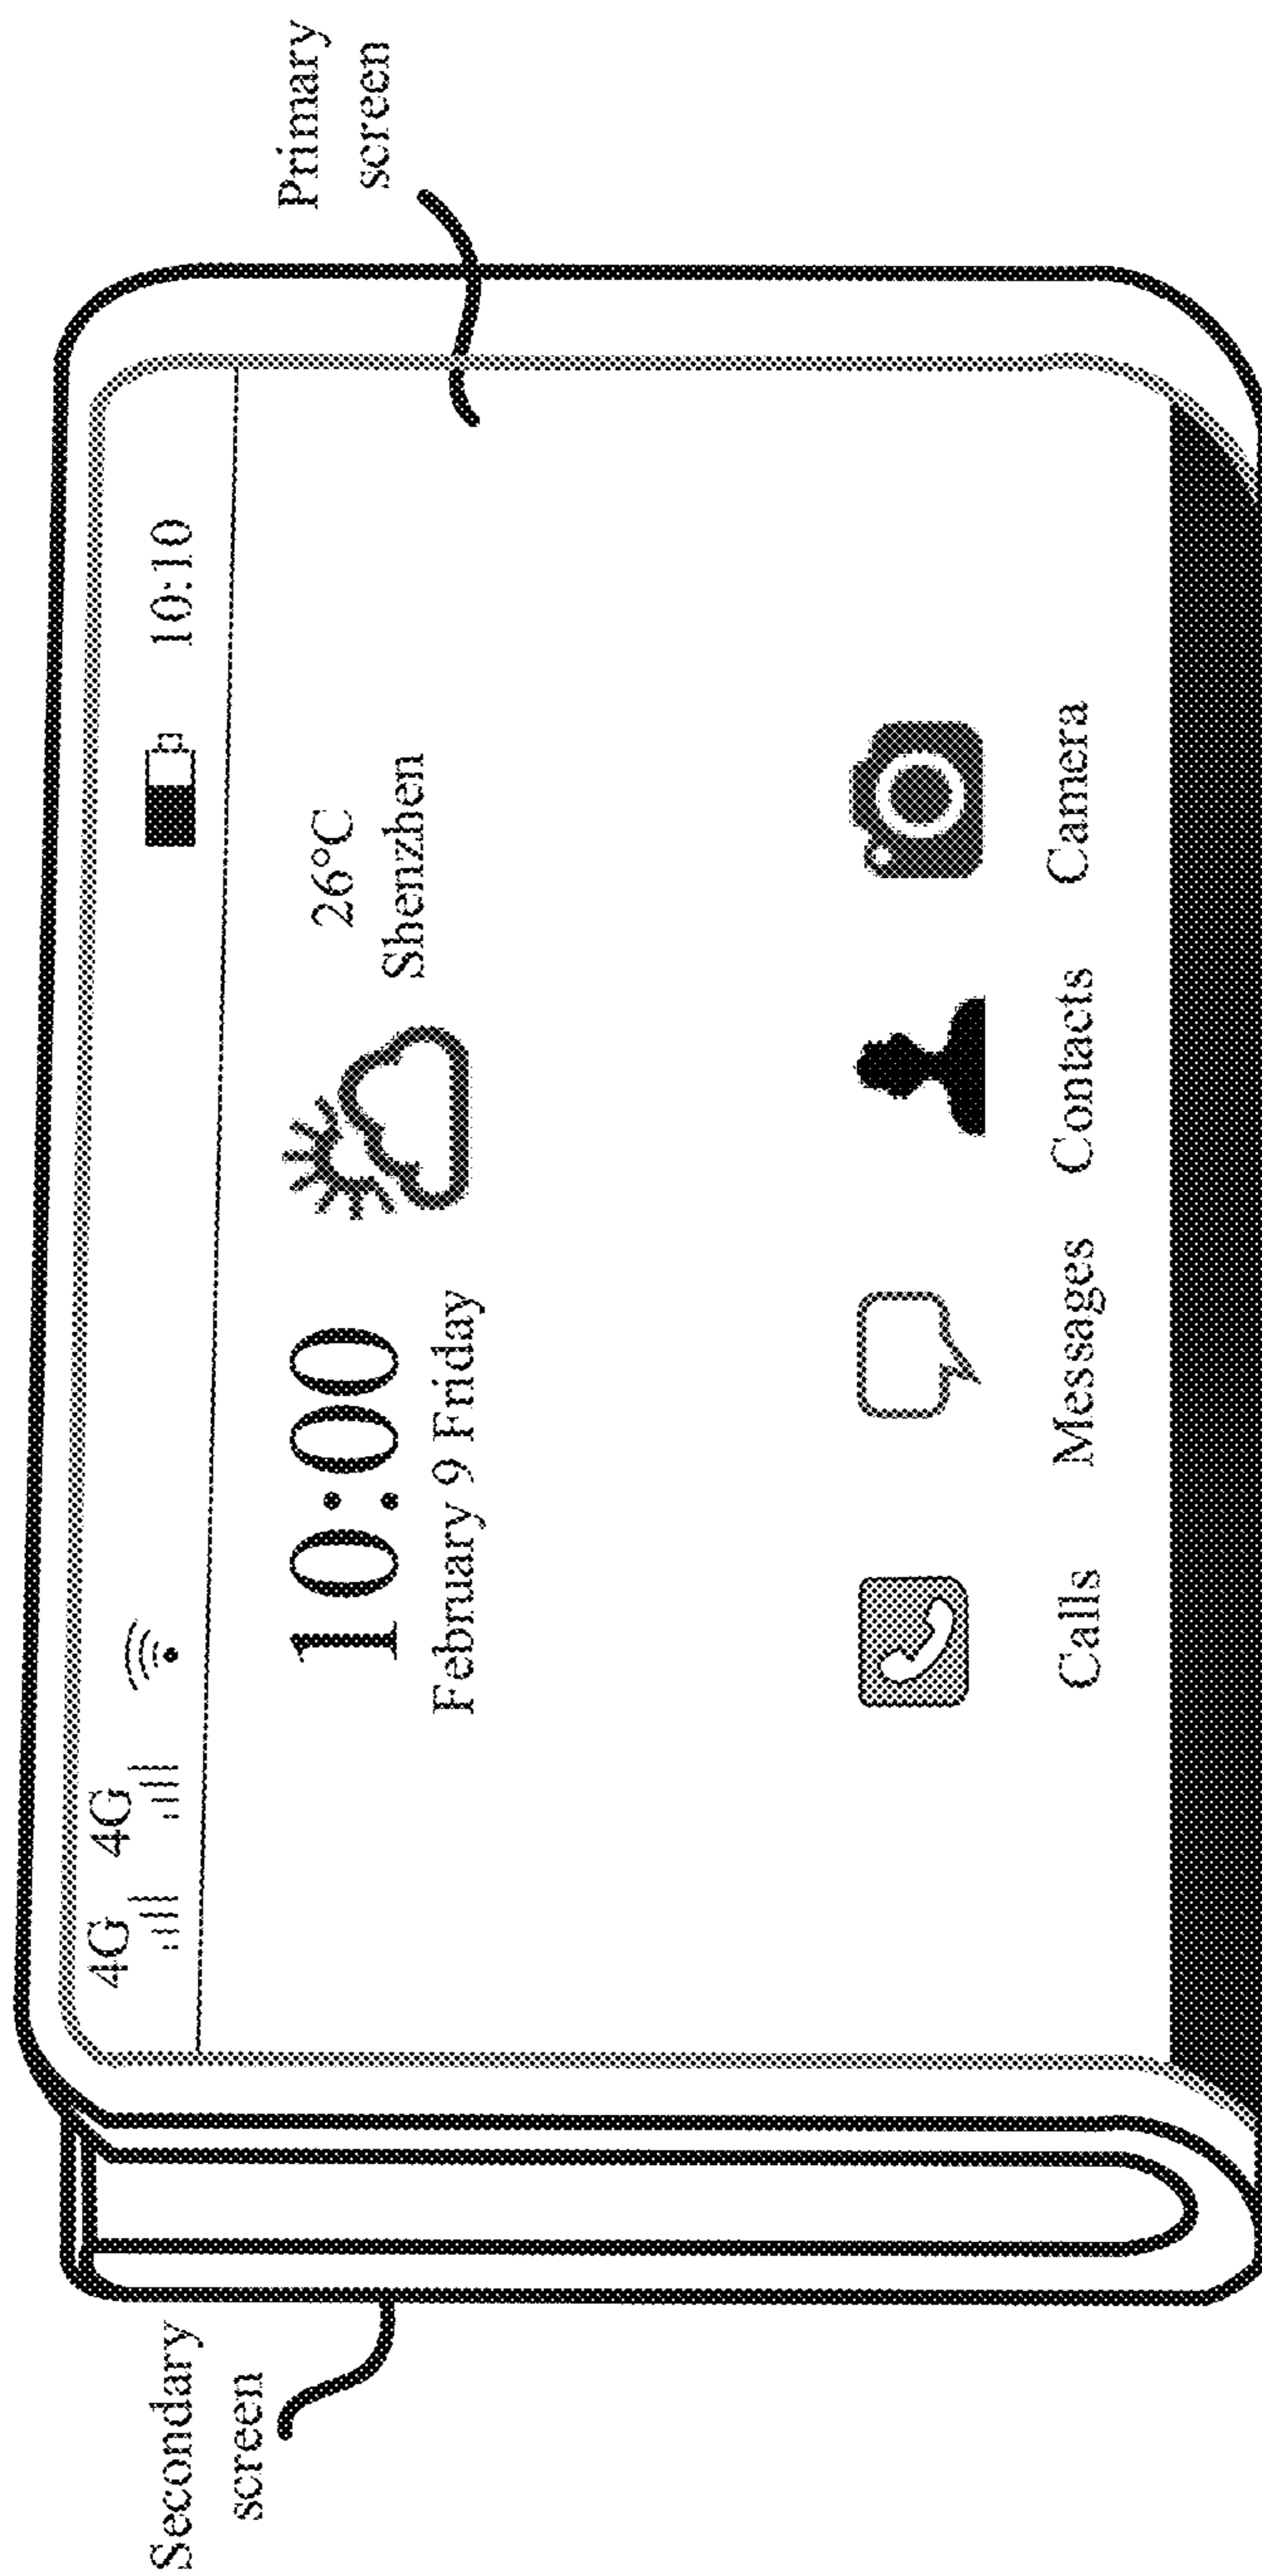 Secondary
screen
Primary
screen
4G 4G
10:10
10:00
February 9 Friday
26°C
Shenzhen
Calls
Messages
Contacts
Camera